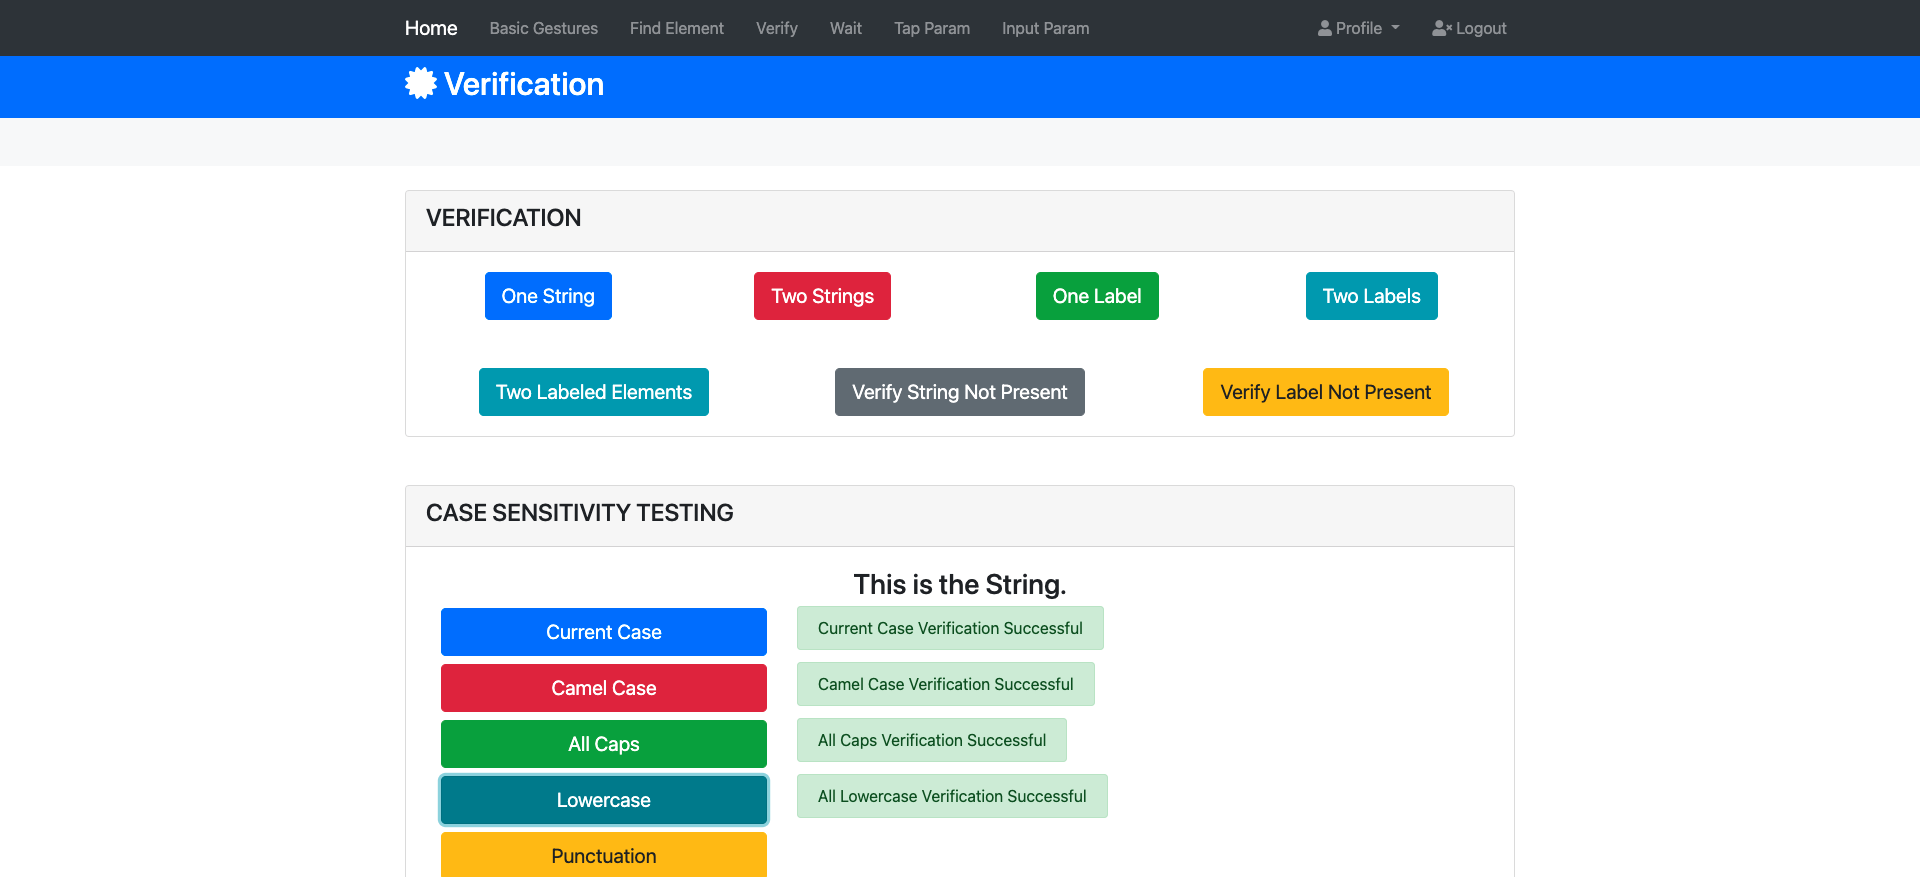 Home Basic Gestures Find Element Verify Wait Tap Param Input Param Profile Logout
Verification
VERIFICATION
One String Two Strings One Label Two Labels
Two Labeled Elements Verify String Not Present Verify Label Not Present
CASE SENSITIVITY TESTING
This is the String.
Current Case Current Case Verification Successful
Camel Case Camel Case Verification Successful
All Caps All Caps Verification Successful
Lowercase All Lowercase Verification Successful
Punctuation